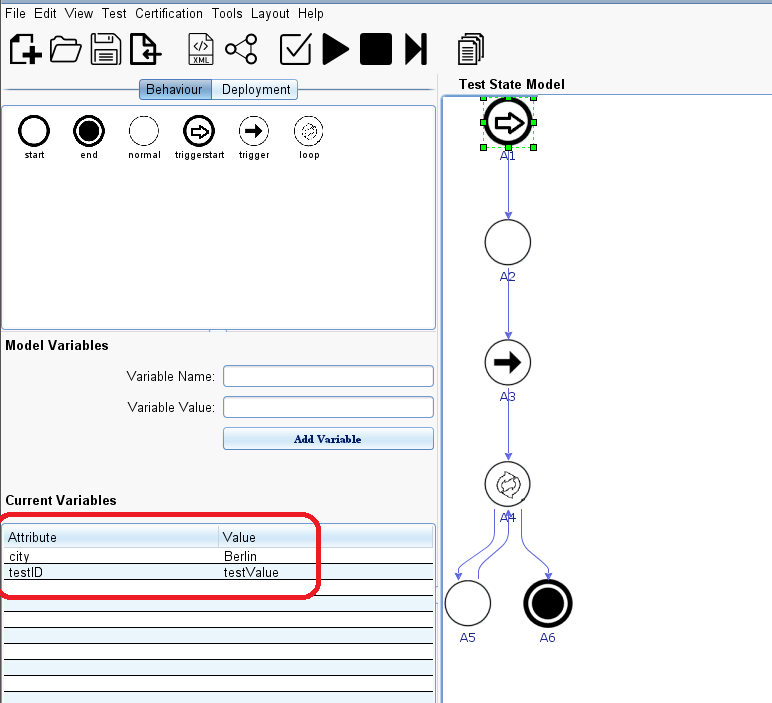 File Edit View Test Certification Tools Layout Help
</> XML
Behaviour Deployment
Test State Model
start end normal triggerstart trigger loop
A1
A2
A3
A4
A5 A6
Model Variables
Variable Name:
Variable Value:
Add Variable
Current Variables
Attribute Value
city Berlin
testID testValue